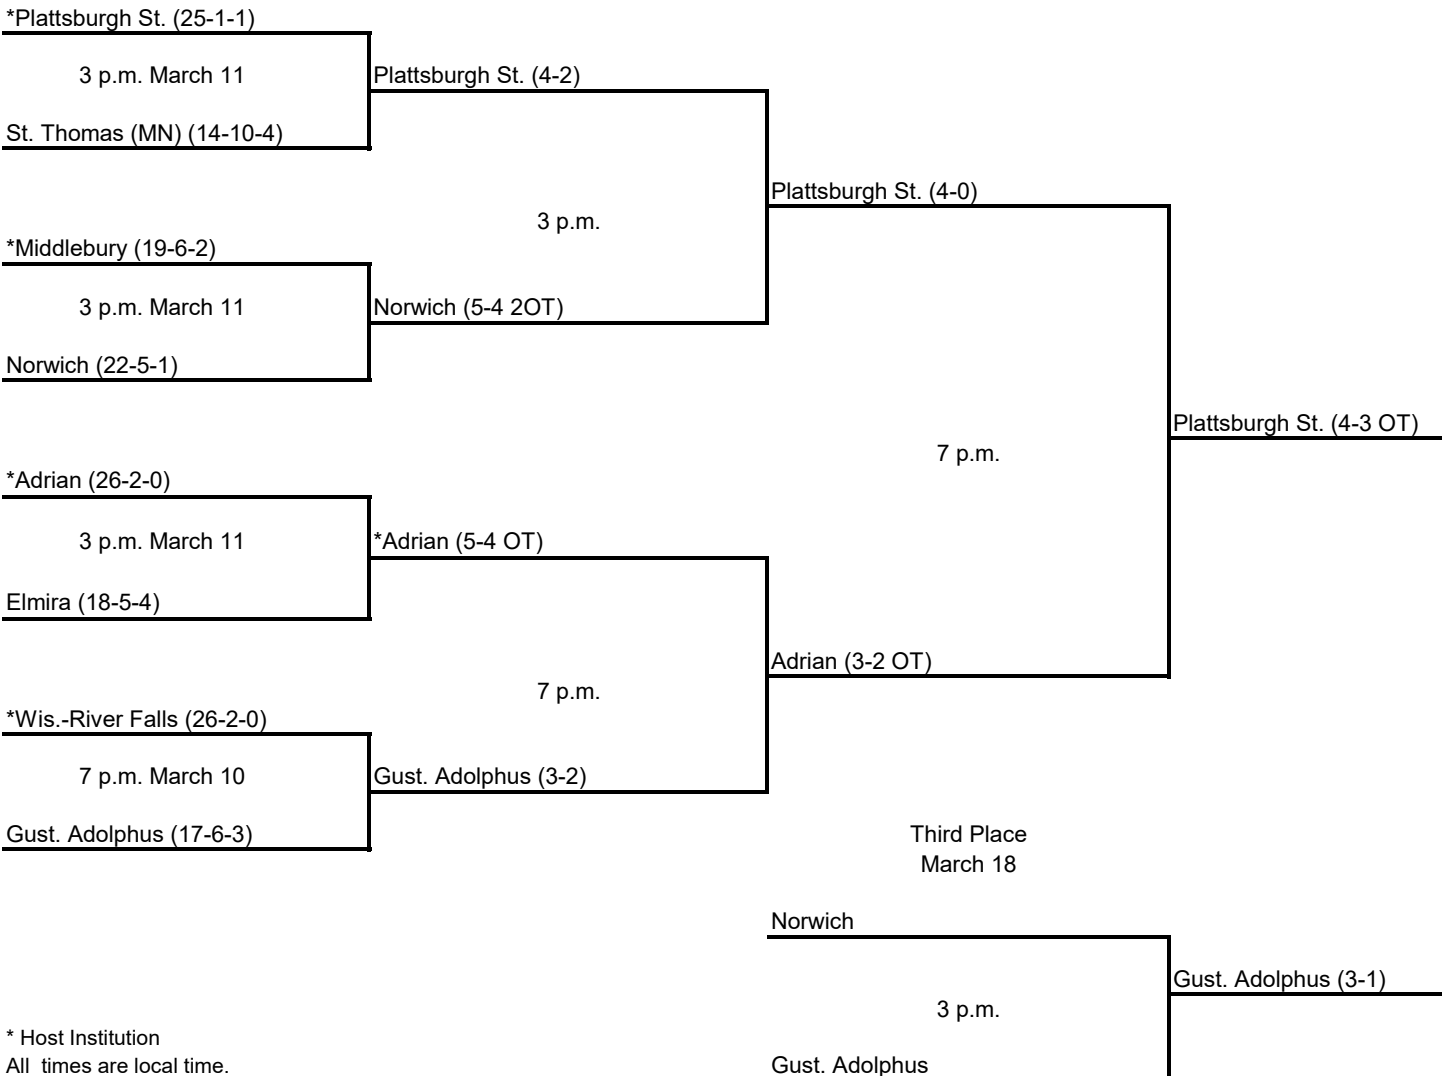 *Plattsburgh St. (25-1-1)
3 p.m. March 11
Plattsburgh St. (4-2)
St. Thomas (MN) (14-10-4)
Plattsburgh St. (4-0)
3 p.m.
*Middlebury (19-6-2)
3 p.m. March 11
Norwich (5-4 2OT)
Norwich (22-5-1)
Plattsburgh St. (4-3 OT)
7 p.m.
*Adrian (26-2-0)
3 p.m. March 11
*Adrian (5-4 OT)
Elmira (18-5-4)
Adrian (3-2 OT)
7 p.m.
*Wis.-River Falls (26-2-0)
7 p.m. March 10
Gust. Adolphus (3-2)
Gust. Adolphus (17-6-3)
Third Place
March 18
Norwich
Gust. Adolphus (3-1)
3 p.m.
* Host Institution
All times are local time.
Gust. Adolphus